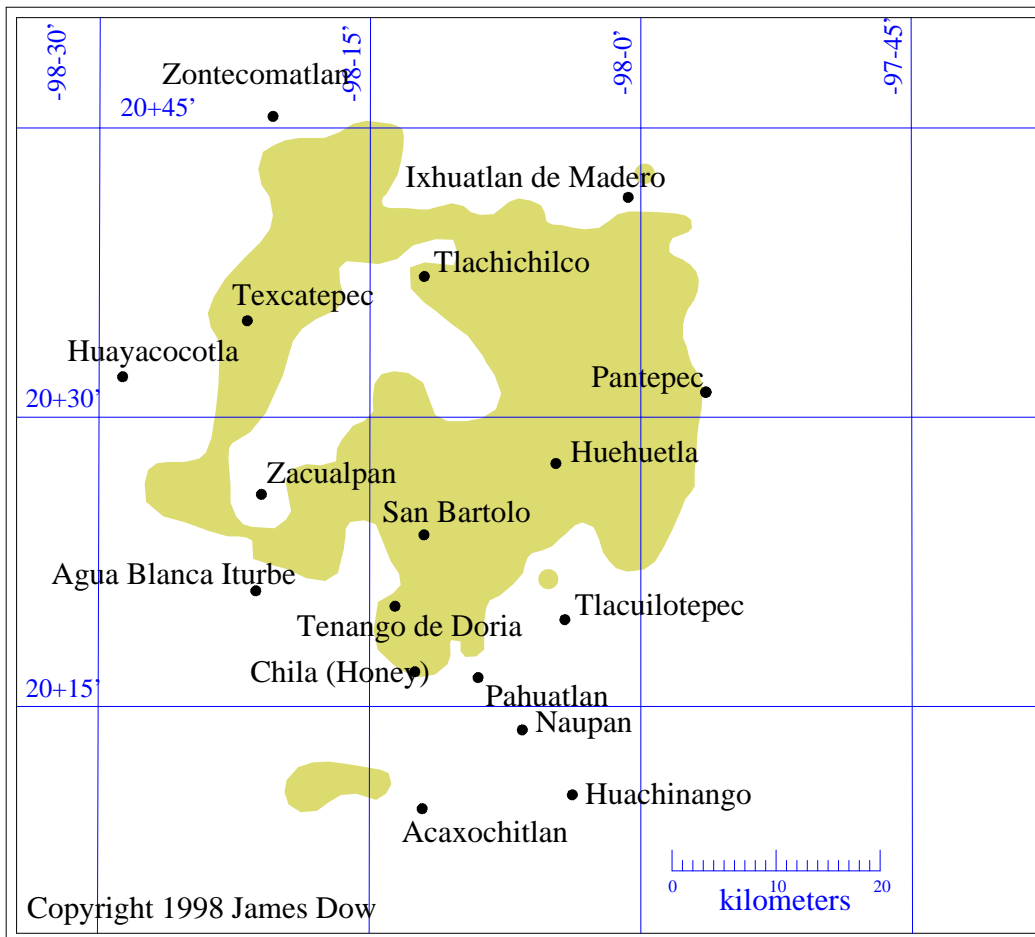 -98-30’
-98-15’
-98-0’
-97-45’
Zontecomatlan
20+45’
Ixhuatlan de Madero
Tlachichilco
Texcatepec
Huayacocotla
Pantepec
20+30’
Huehuetla
Zacualpan
San Bartolo
Agua Blanca Iturbe
Tlacuilotepec
Tenango de Doria
Chila (Honey)
20+15’
Pahuatlan
Naupan
Huachinango
Acaxochitlan
0 10 20
kilometers
Copyright 1998 James Dow